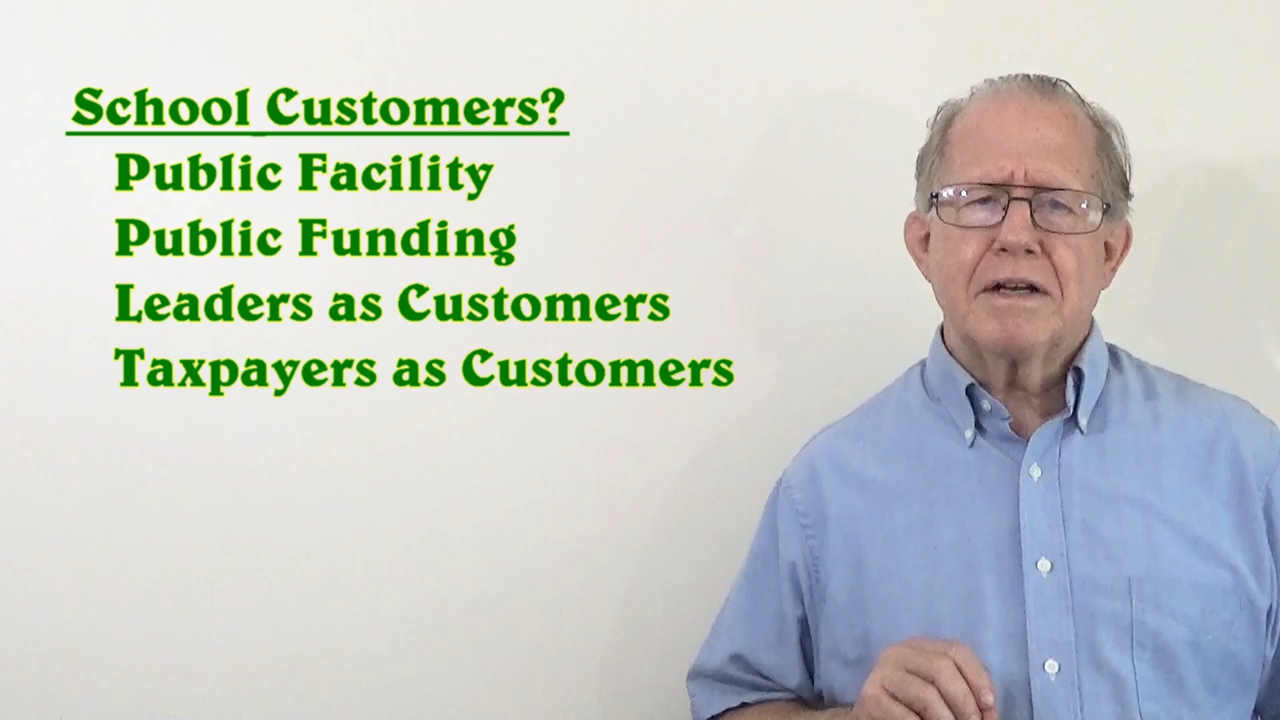 School Customers?
Public Facility
Public Funding
Leaders as Customers
Taxpayers as Customers